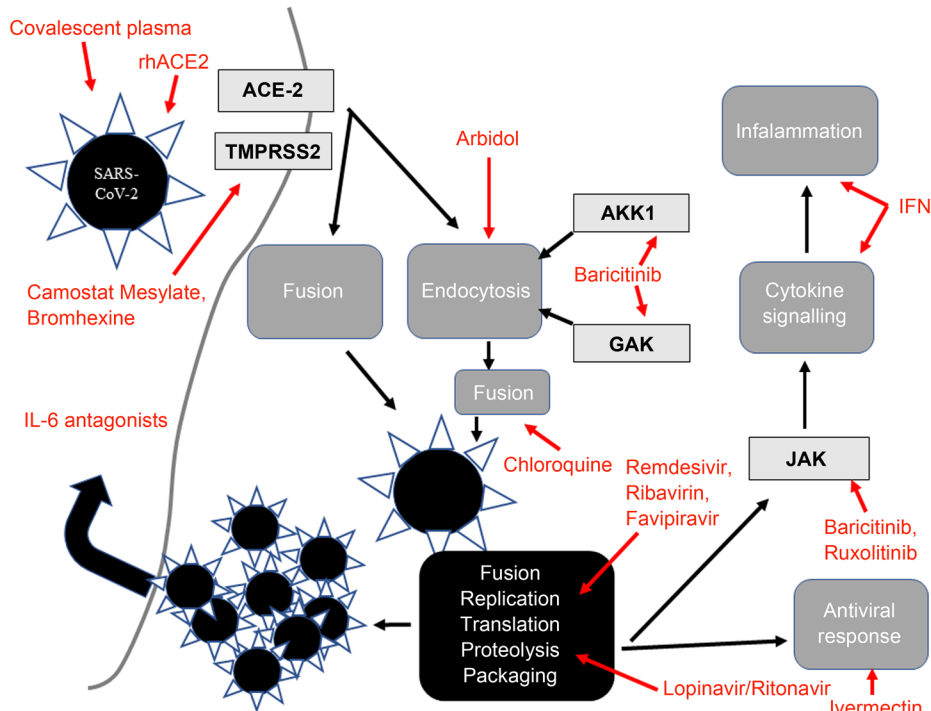 Covalescent plasma
rhACE2
ACE-2
TMPRSS2
SARS-
CoV-2
Camostat Mesylate,
Bromhexine
IL-6 antagonists
Arbidol
Fusion
Endocytosis
AKK1
Baricitinib
GAK
Fusion
Chloroquine
Infalammation
IFN
Cytokine
signalling
JAK
Baricitinib,
Ruxolitinib
Remdesivir,
Ribavirin,
Favipiravir
Fusion
Replication
Translation
Proteolysis
Packaging
Antiviral
response
Lopinavir/Ritonavir
Ivermectin